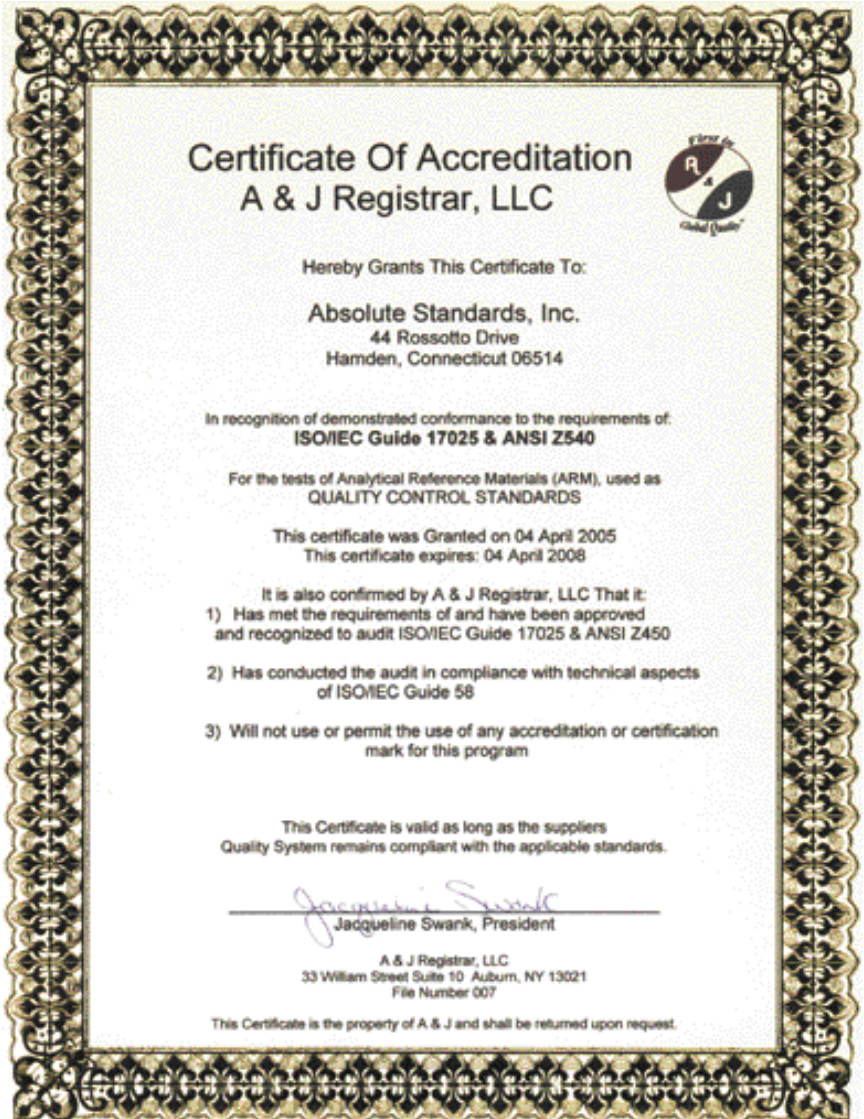 Certificate Of Accreditation
A & J Registrar, LLC
First in
A
&
J
Global Quality
Hereby Grants This Certificate To:
Absolute Standards, Inc.
44 Rossotto Drive
Hamden, Connecticut 06514
In recognition of demonstrated conformance to the requirements of:
ISO/IEC Guide 17025 & ANSI Z540
For the tests of Analytical Reference Materials (ARM), used as
QUALITY CONTROL STANDARDS
This certificate was Granted on 04 April 2005
This certificate expires: 04 April 2008
It is also confirmed by A & J Registrar, LLC That it:
1) Has met the requirements of and have been approved
and recognized to audit ISO/IEC Guide 17025 & ANSI Z450
2) Has conducted the audit in compliance with technical aspects
of ISO/IEC Guide 58
3) Will not use or permit the use of any accreditation or certification
mark for this program
This Certificate is valid as long as the suppliers
Quality System remains compliant with the applicable standards.
Jacqueline Swank
Jacqueline Swank, President
A & J Registrar, LLC
33 William Street Suite 10 Auburn, NY 13021
File Number 007
This Certificate is the property of A & J and shall be returned upon request.